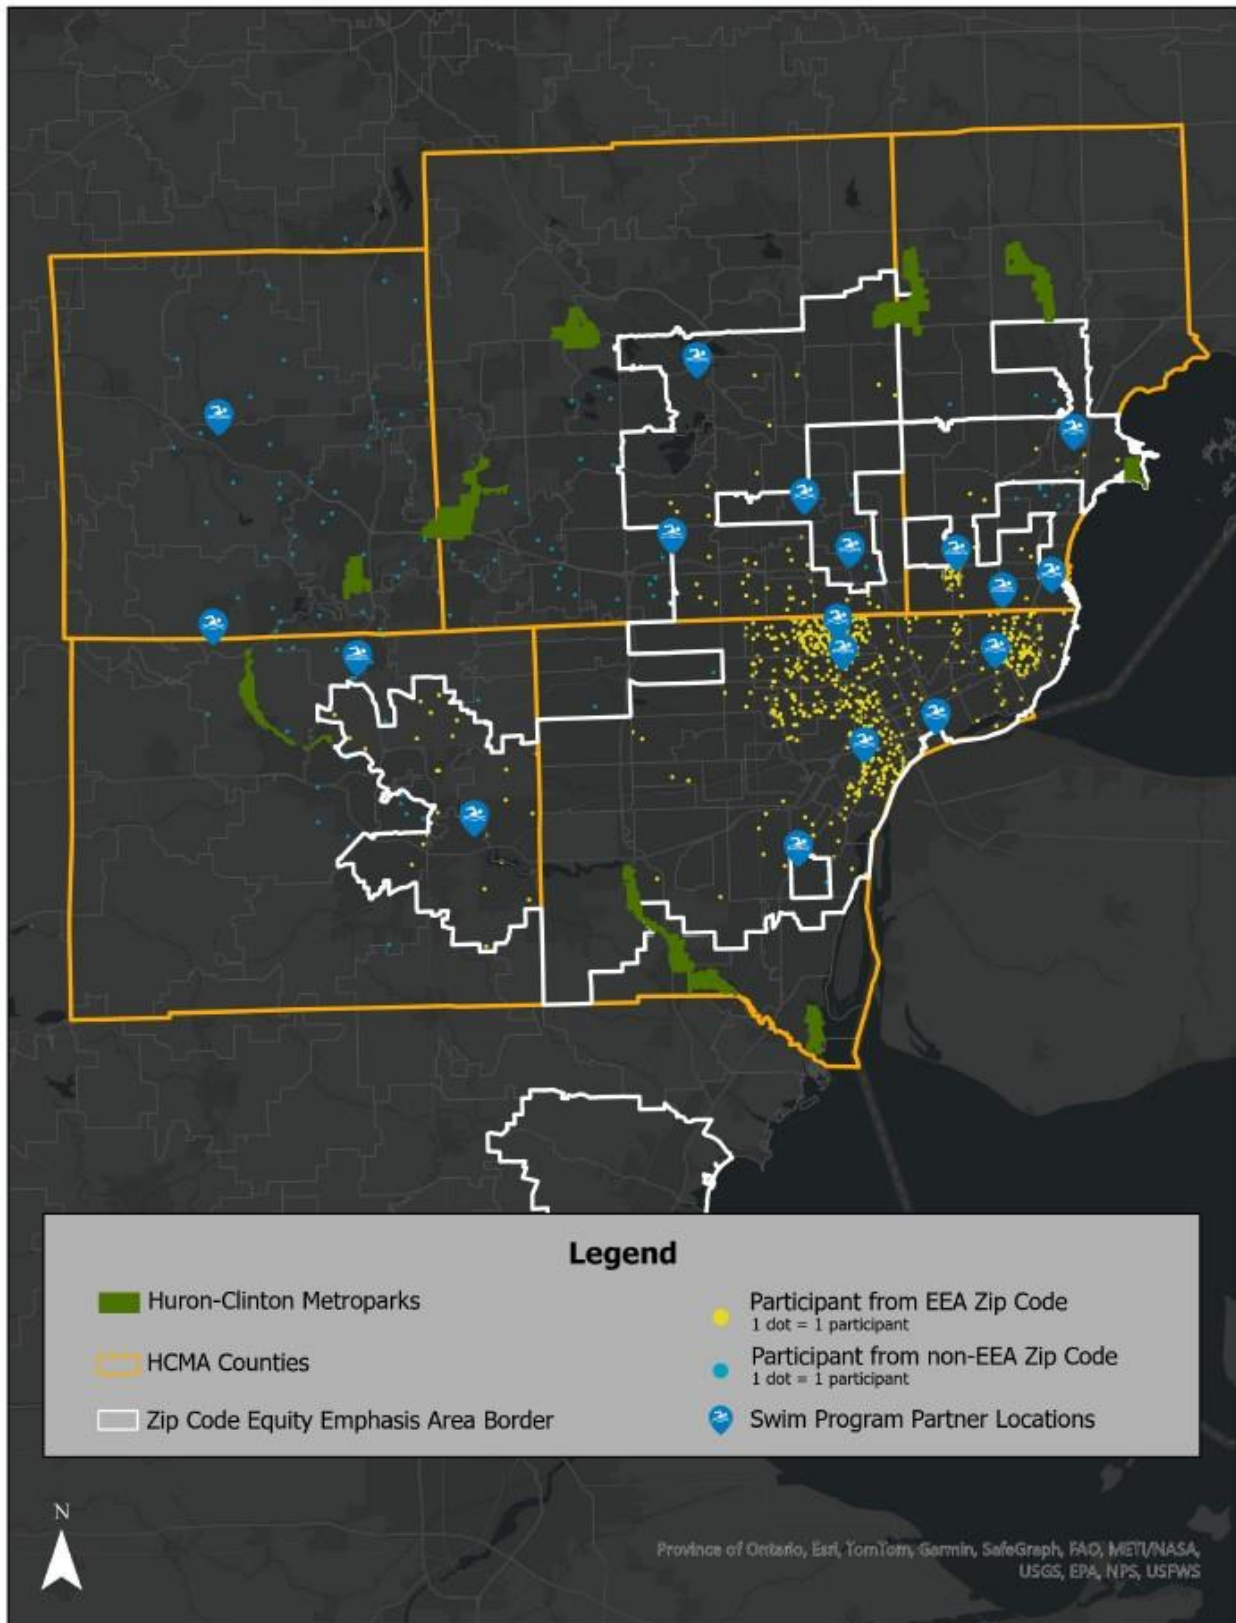 Legend
Huron-Clinton Metroparks
HCMA Counties
Zip Code Equity Emphasis Area Border
Participant from EEA Zip Code
1 dot = 1 participant
Participant from non-EEA Zip Code
1 dot = 1 participant
Swim Program Partner Locations
N
Province of Ontario, Esri, TomTom, Garmin, SafeGraph, FAO, METI/NASA,
USGS, EPA, NPS, USFWS